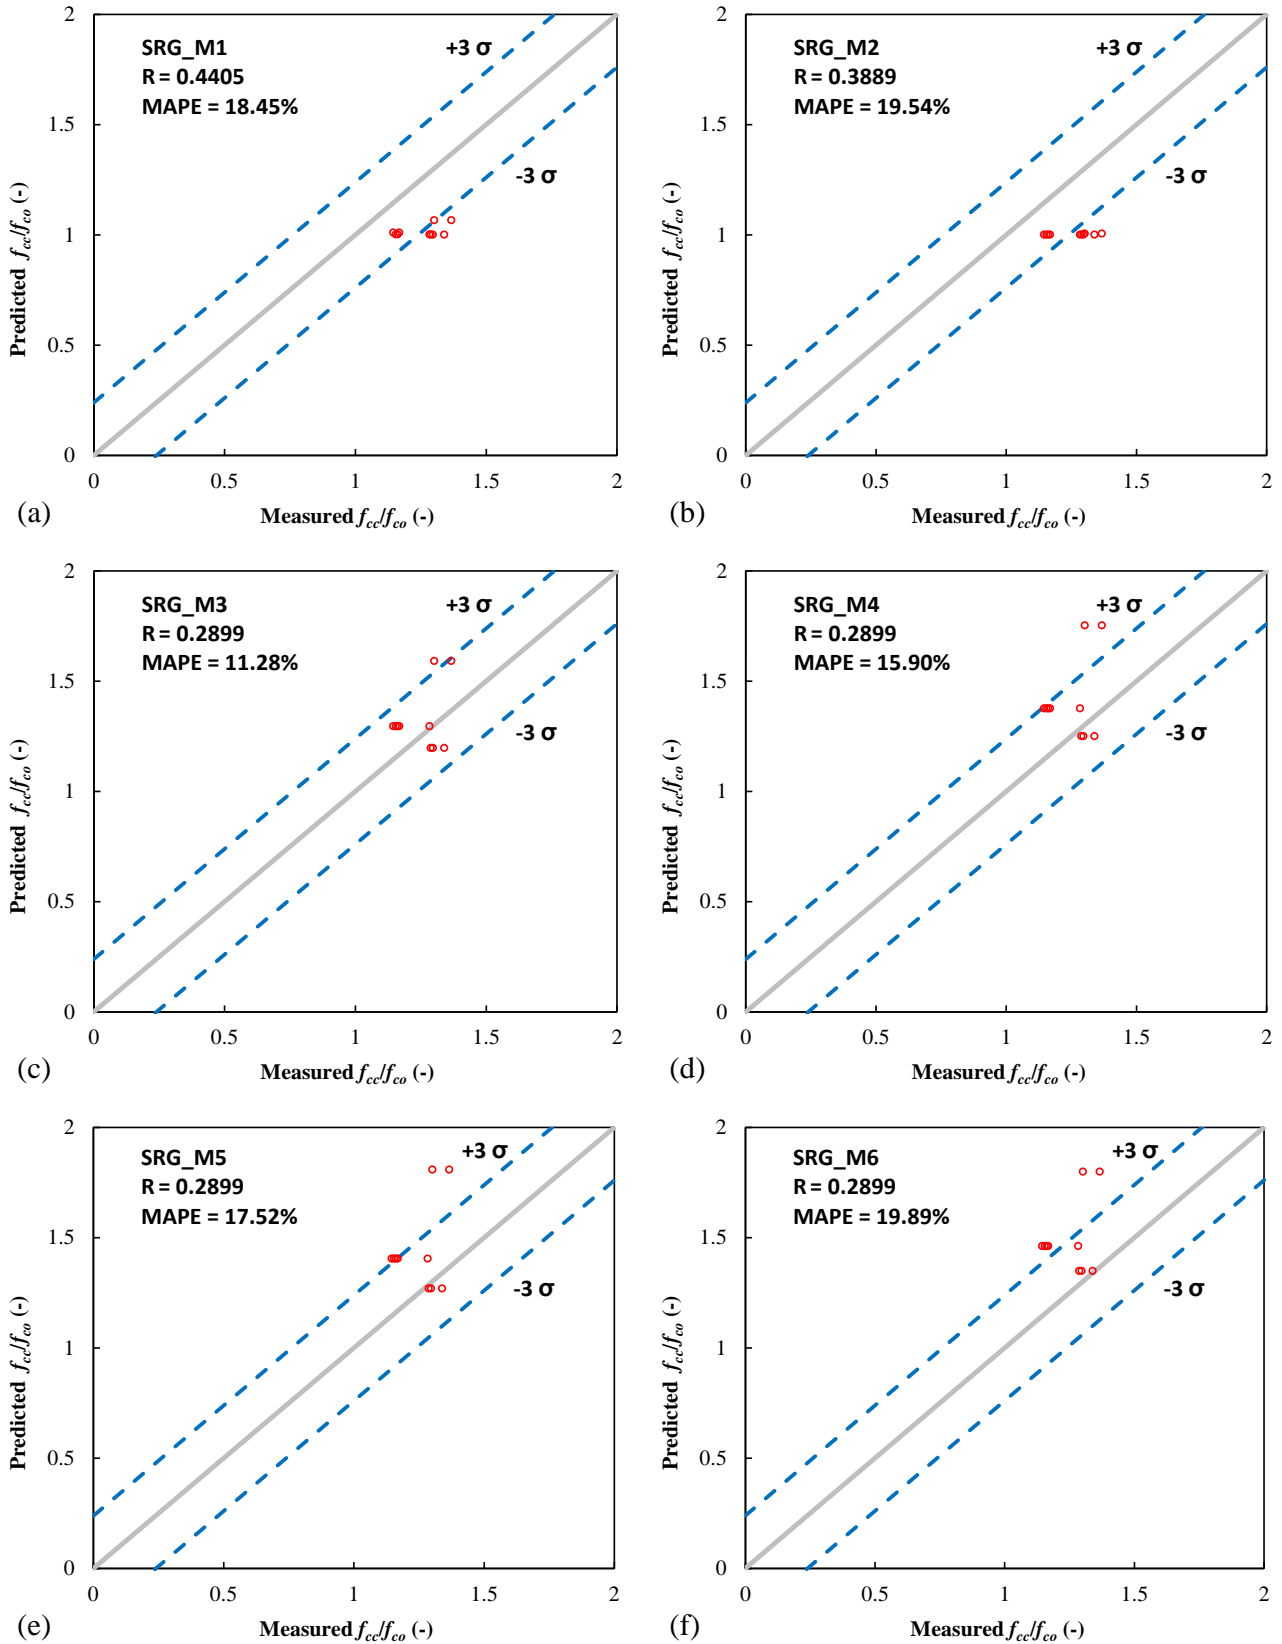 SRG_M1
R = 0.4405
MAPE = 18.45%
+3 σ
-3 σ
2
1.5
1
0.5
0
0 0.5 1 1.5 2
Predicted fcc/fco (-)
Measured fcc/fco (-)
(a)
SRG_M2
R = 0.3889
MAPE = 19.54%
+3 σ
-3 σ
2
1.5
1
0.5
0
0 0.5 1 1.5 2
Predicted fcc/fco (-)
Measured fcc/fco (-)
(b)
SRG_M3
R = 0.2899
MAPE = 11.28%
+3 σ
-3 σ
2
1.5
1
0.5
0
0 0.5 1 1.5 2
Predicted fcc/fco (-)
Measured fcc/fco (-)
(c)
SRG_M4
R = 0.2899
MAPE = 15.90%
+3 σ
-3 σ
2
1.5
1
0.5
0
0 0.5 1 1.5 2
Predicted fcc/fco (-)
Measured fcc/fco (-)
(d)
SRG_M5
R = 0.2899
MAPE = 17.52%
+3 σ
-3 σ
2
1.5
1
0.5
0
0 0.5 1 1.5 2
Predicted fcc/fco (-)
Measured fcc/fco (-)
(e)
SRG_M6
R = 0.2899
MAPE = 19.89%
+3 σ
-3 σ
2
1.5
1
0.5
0
0 0.5 1 1.5 2
Predicted fcc/fco (-)
Measured fcc/fco (-)
(f)